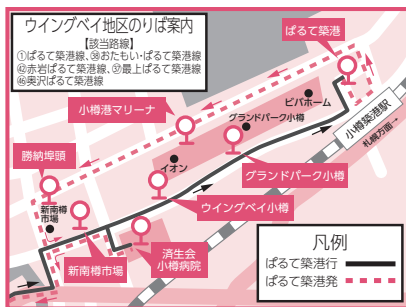 ウイングベイ地区のりば案内
【該当路線】
①ぱるて築港線、㊳おたもい・ぱるて築港線
㊷赤岩ぱるて築港線、㊲最上ぱるて築港線
㊻奥沢ぱるて築港線
ぱるて築港
小樽港マリーナ
ビバホーム
グランドパーク小樽
小樽築港駅
札幌方面→
勝納埠頭
イオン
グランドパーク小樽
新南樽
市場
ウイングベイ小樽
新南樽市場
済生会
小樽病院
凡例
ぱるて築港行
ぱるて築港発